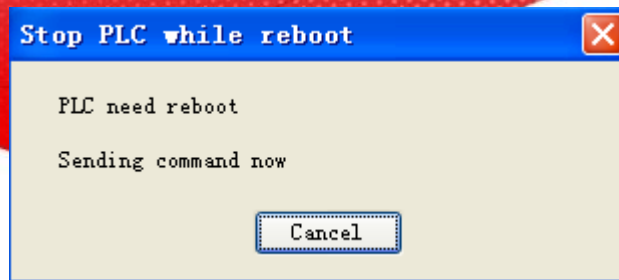 Stop PLC while reboot
PLC need reboot
Sending command now
Cancel